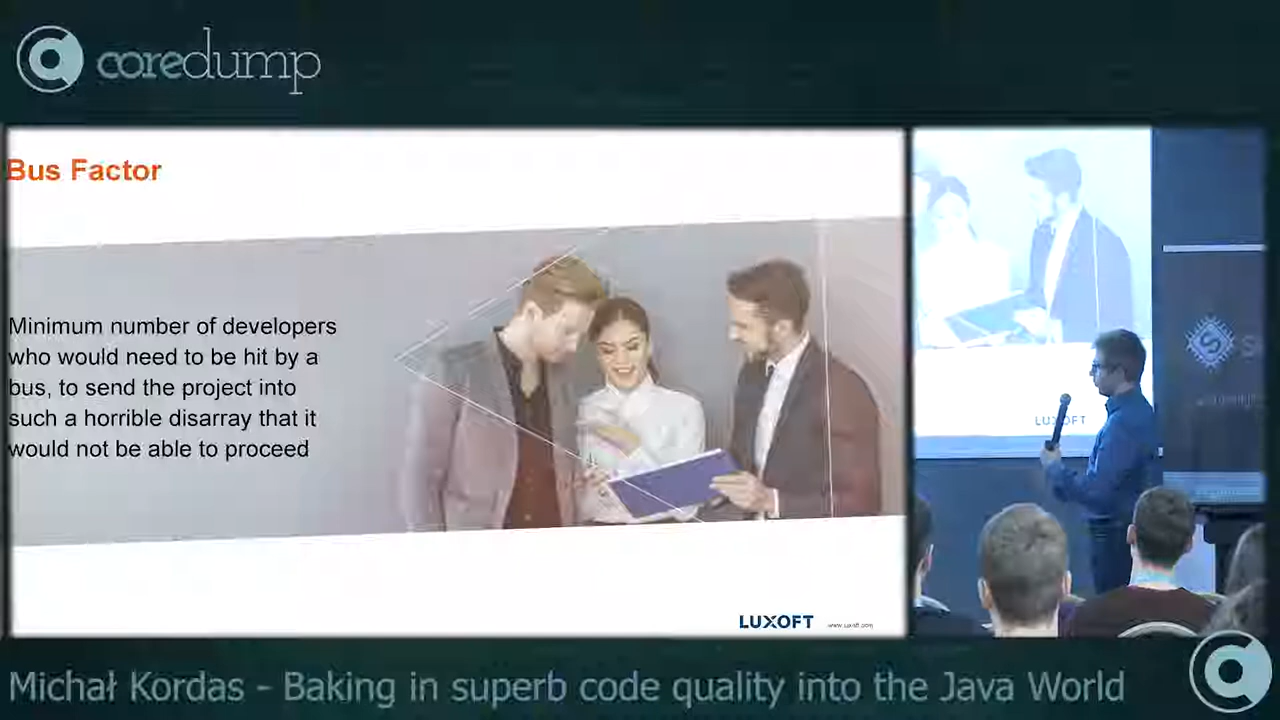 coredump
Bus Factor
Minimum number of developers
who would need to be hit by a
bus, to send the project into
such a horrible disarray that it
would not be able to proceed
LUXOFT www.luxoft.com
LUXOFT
S
Michał Kordas - Baking in superb code quality into the Java World